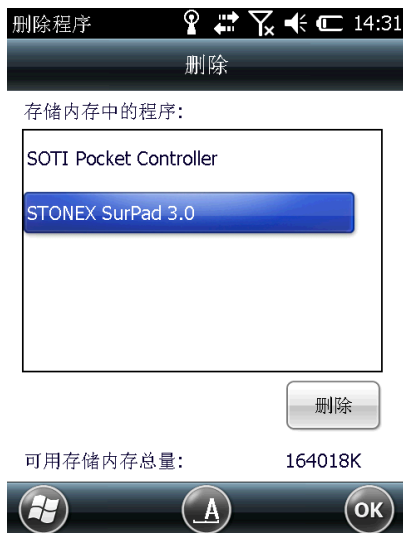 删除程序 14:31
删除
存储内存中的程序:
SOTI Pocket Controller
STONEX SurPad 3.0
删除
可用存储内存总量: 164018K
A OK